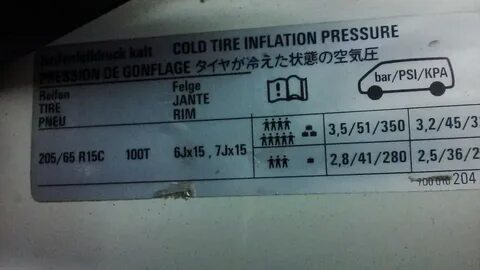 Reifenfülldruck kalt COLD TIRE INFLATION PRESSURE
PRESSION DE GONFLAGE タイヤが冷えた状態の空気圧
Reifen Felge
TIRE JANTE
PNEU RIM
bar/PSI/KPA
205/65 R15C 100T 6Jx15 , 7Jx15
3,5/51/350 3,2/45/3
2,8/41/280 2,5/36/2
204